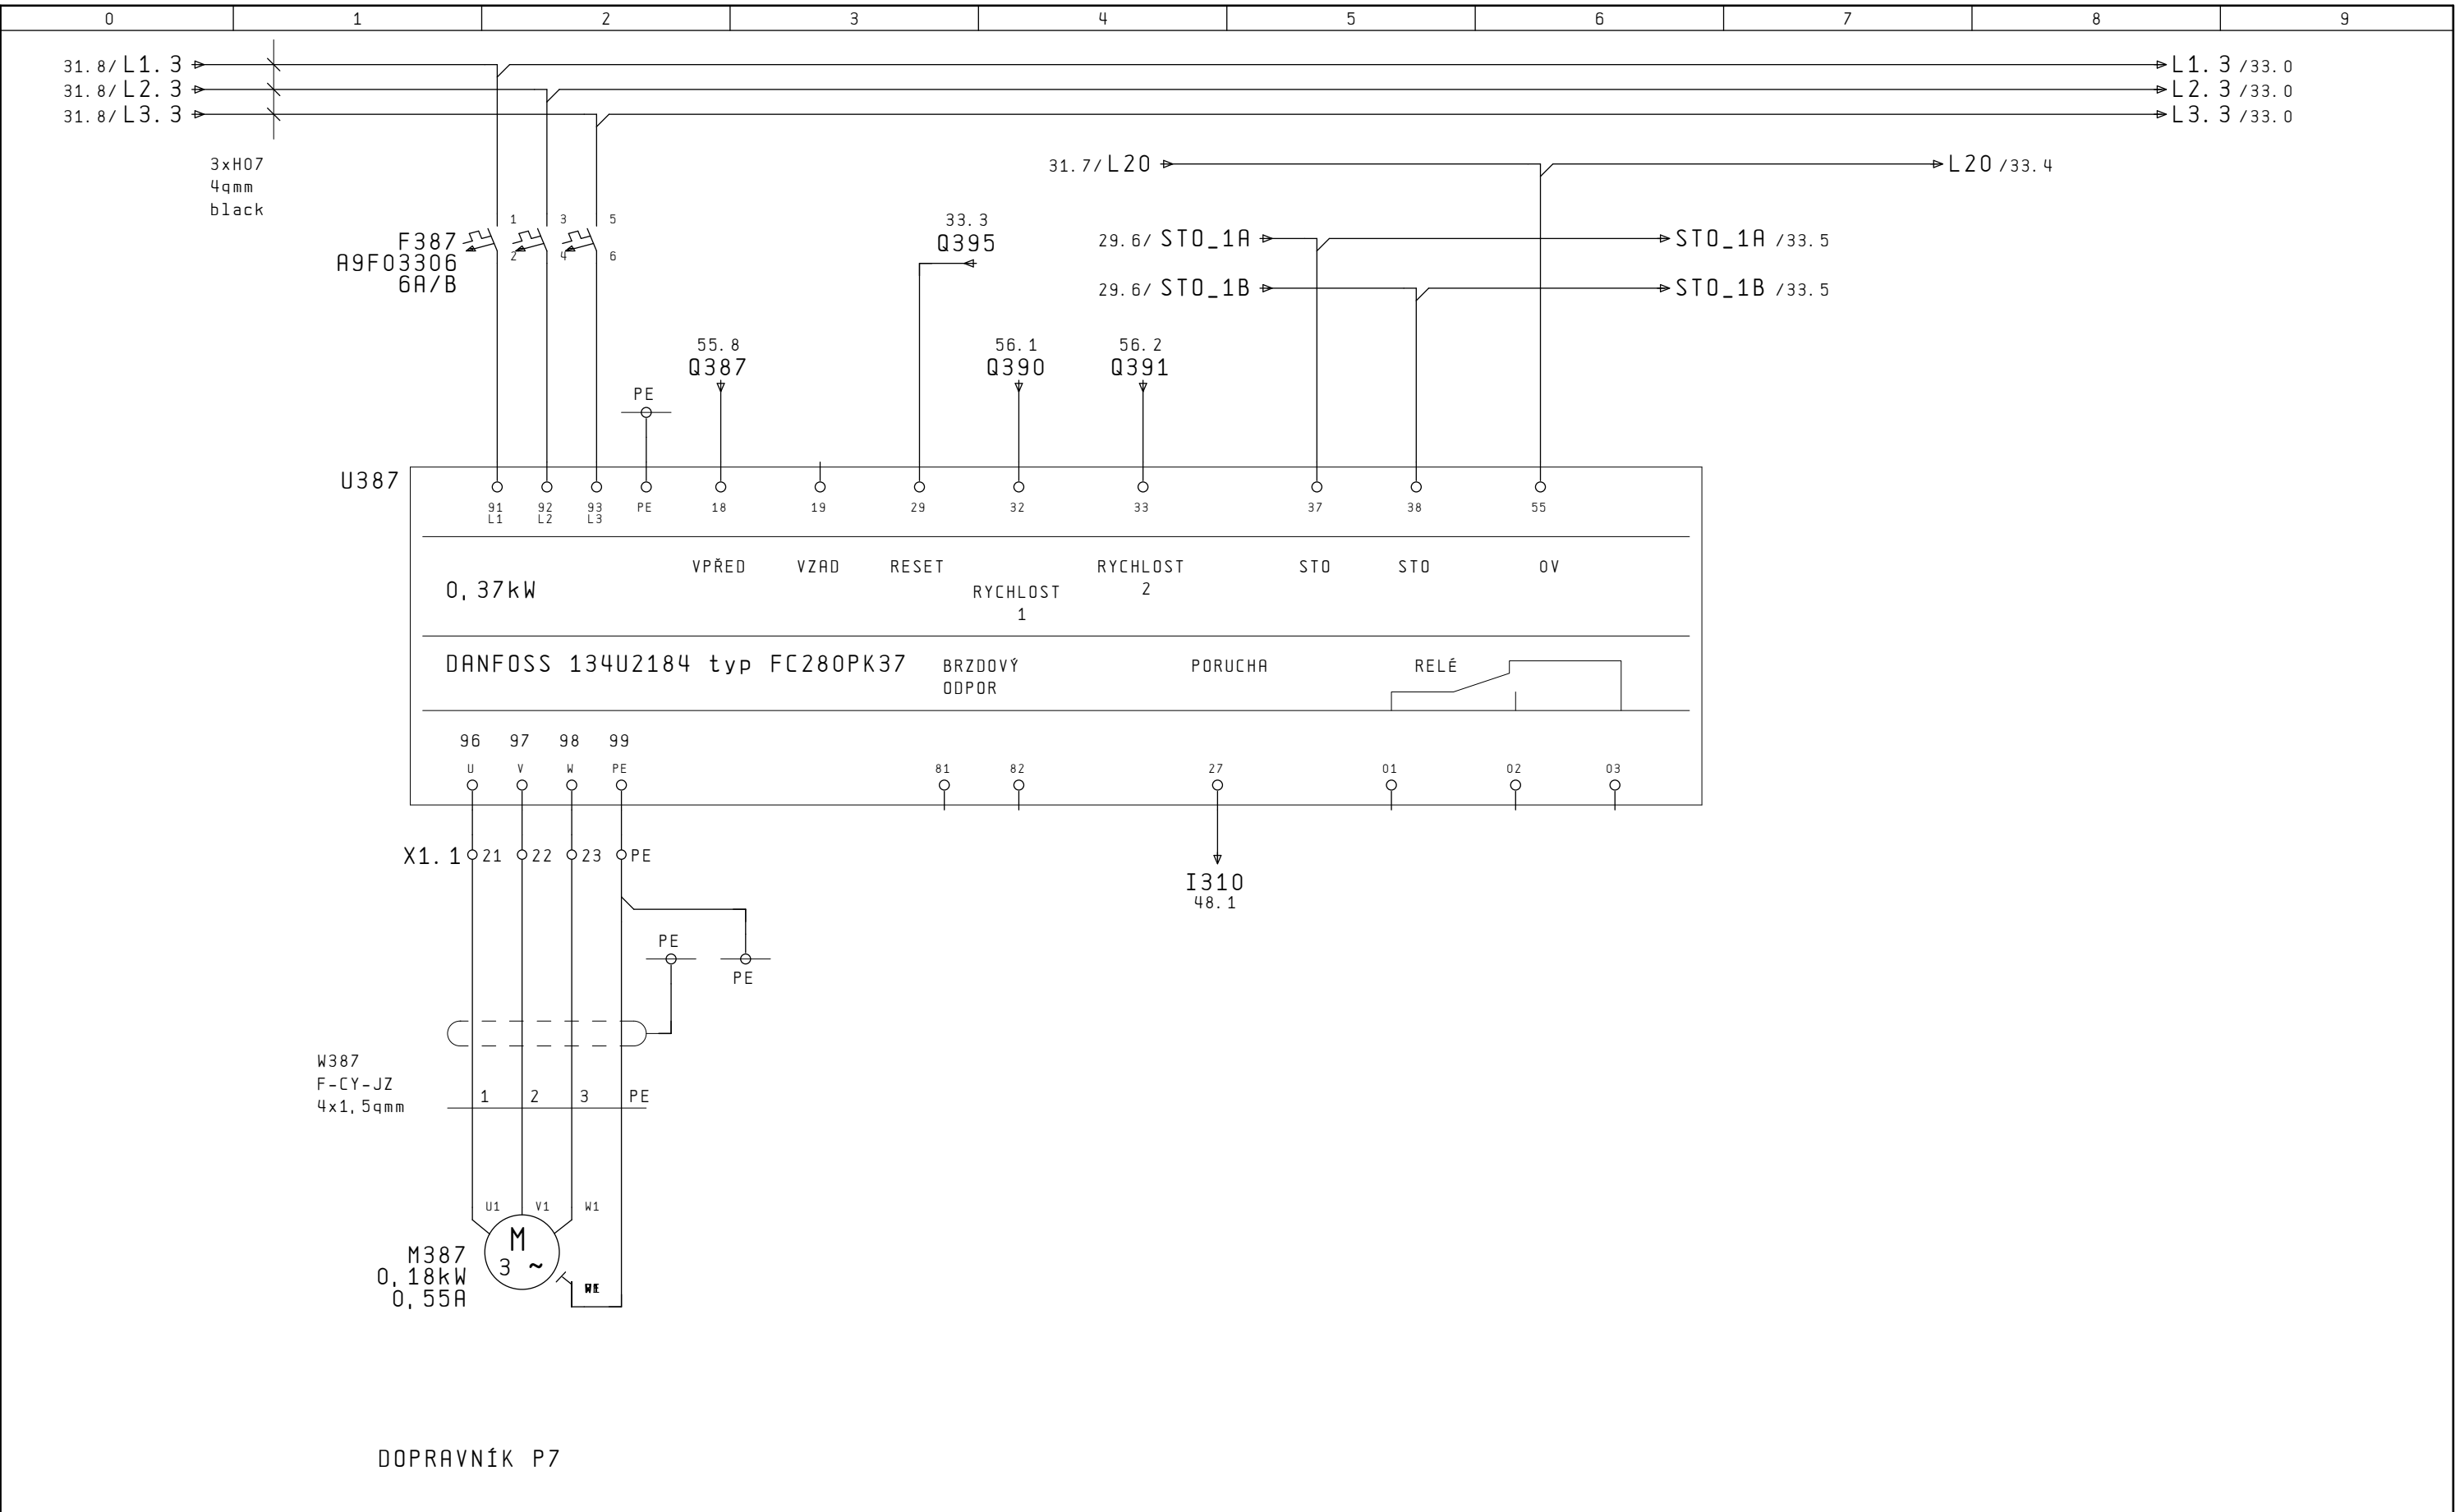 0 1 2 3 4 5 6 7 8 9
31.8/ L1.3 L1.3 /33.0
31.8/ L2.3 L2.3 /33.0
31.8/ L3.3 L3.3 /33.0
3xH07
4qmm
black
31.7/ L20 L20 /33.4
F387
A9F03306
6A/B
1 3 5
2 4 6
33.3
Q395
29.6/ STO_1A STO_1A /33.5
29.6/ STO_1B STO_1B /33.5
55.8
Q387
56.1
Q390
56.2
Q391
PE
U387
91 92 93 PE 18 19 29 32 33 37 38 55
L1 L2 L3
VPŘED VZAD RESET RYCHLOST STO STO 0V
2
0,37kW
RYCHLOST
1
DANFOSS 134U2184 typ FC280PK37
BRZDOVÝ
ODPOR
PORUCHA
RELÉ
96 97 98 99
U V W PE 81 82 27 01 02 03
X1.1 21 22 23 PE
I310
48.1
PE
PE
W387
F-CY-JZ
4x1,5qmm
1 2 3 PE
U1 V1 W1
M
3 ~
M387
0,18kW
0,55A
DOPRAVNÍK P7